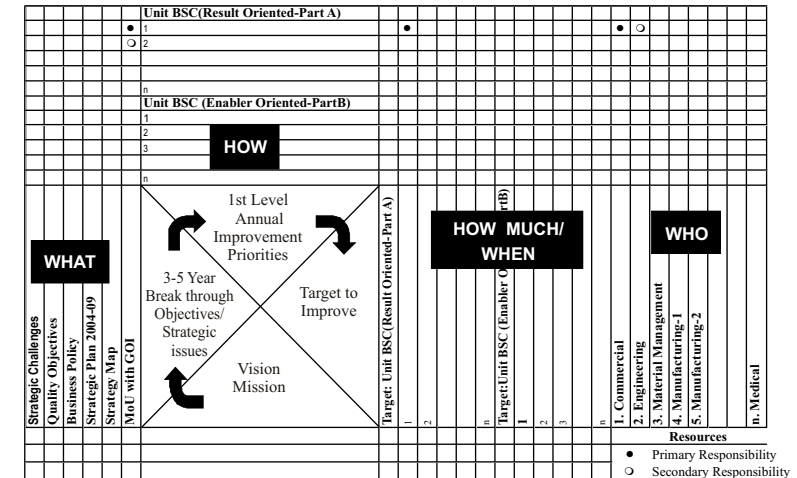 Unit BSC(Result Oriented-Part A)
● 1 ● ● ○
○ 2
n
Unit BSC (Enabler Oriented-PartB)
1
2
3
HOW
n
WHAT
Strategic Challenges
Quality Objectives
Business Policy
Strategic Plan 2004-09
Strategy Map
MoU with GOI
1st Level
Annual
Improvement
Priorities
3-5 Year
Break through
Objectives/
Strategic
issues
Target to
Improve
Vision
Mission
HOW MUCH/
WHEN
Target: Unit BSC(Result Oriented-Part A)
1
2
n
Target:Unit BSC (Enabler O
rtB)
1
2
3
n
WHO
1. Commercial
2. Engineering
3. Material Management
4. Manufacturing-1
5. Manufacturing-2
n. Medical
Resources
● Primary Responsibility
○ Secondary Responsibility